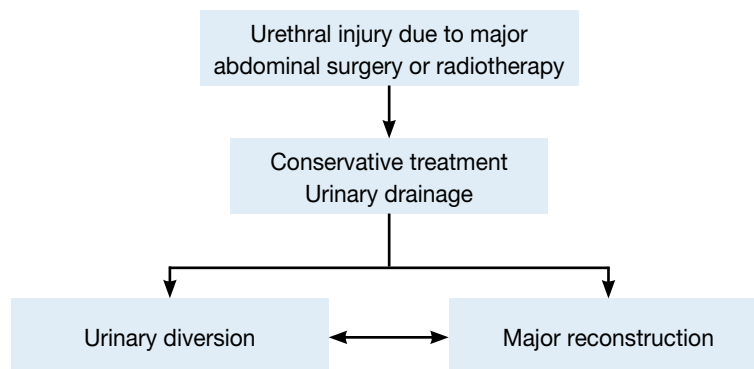 Urethral injury due to major
abdominal surgery or radiotherapy
Conservative treatment
Urinary drainage
Urinary diversion
Major reconstruction